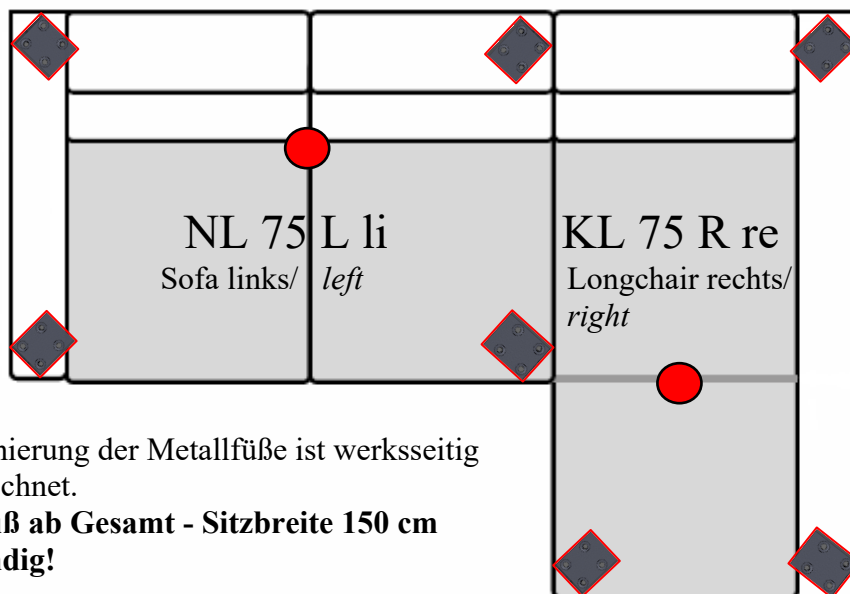 NL 75 L li
Sofa links/ left
KL 75 R re
Longchair rechts/
right
nierung der Metallfüße ist werksseitig
chnet.
ß ab Gesamt - Sitzbreite 150 cm
dig!